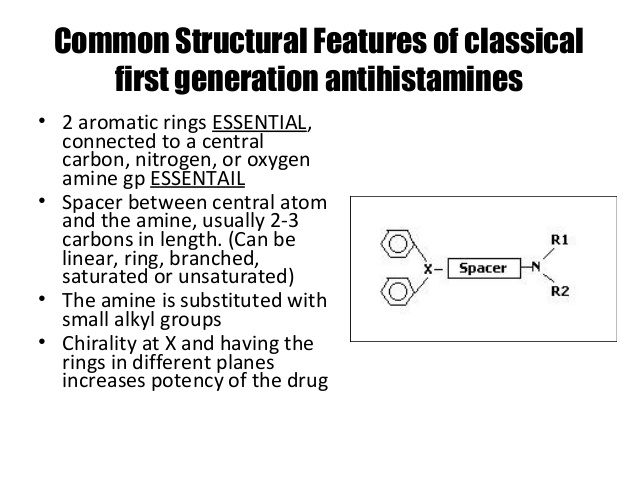 Common Structural Features of classical
first generation antihistamines
• 2 aromatic rings ESSENTIAL,
connected to a central
carbon, nitrogen, or oxygen
amine gp ESSENTAIL
• Spacer between central atom
and the amine, usually 2-3
carbons in length. (Can be
linear, ring, branched,
saturated or unsaturated)
• The amine is substituted with
small alkyl groups
• Chirality at X and having the
rings in different planes
increases potency of the drug
R1
X– Spacer –N
R2